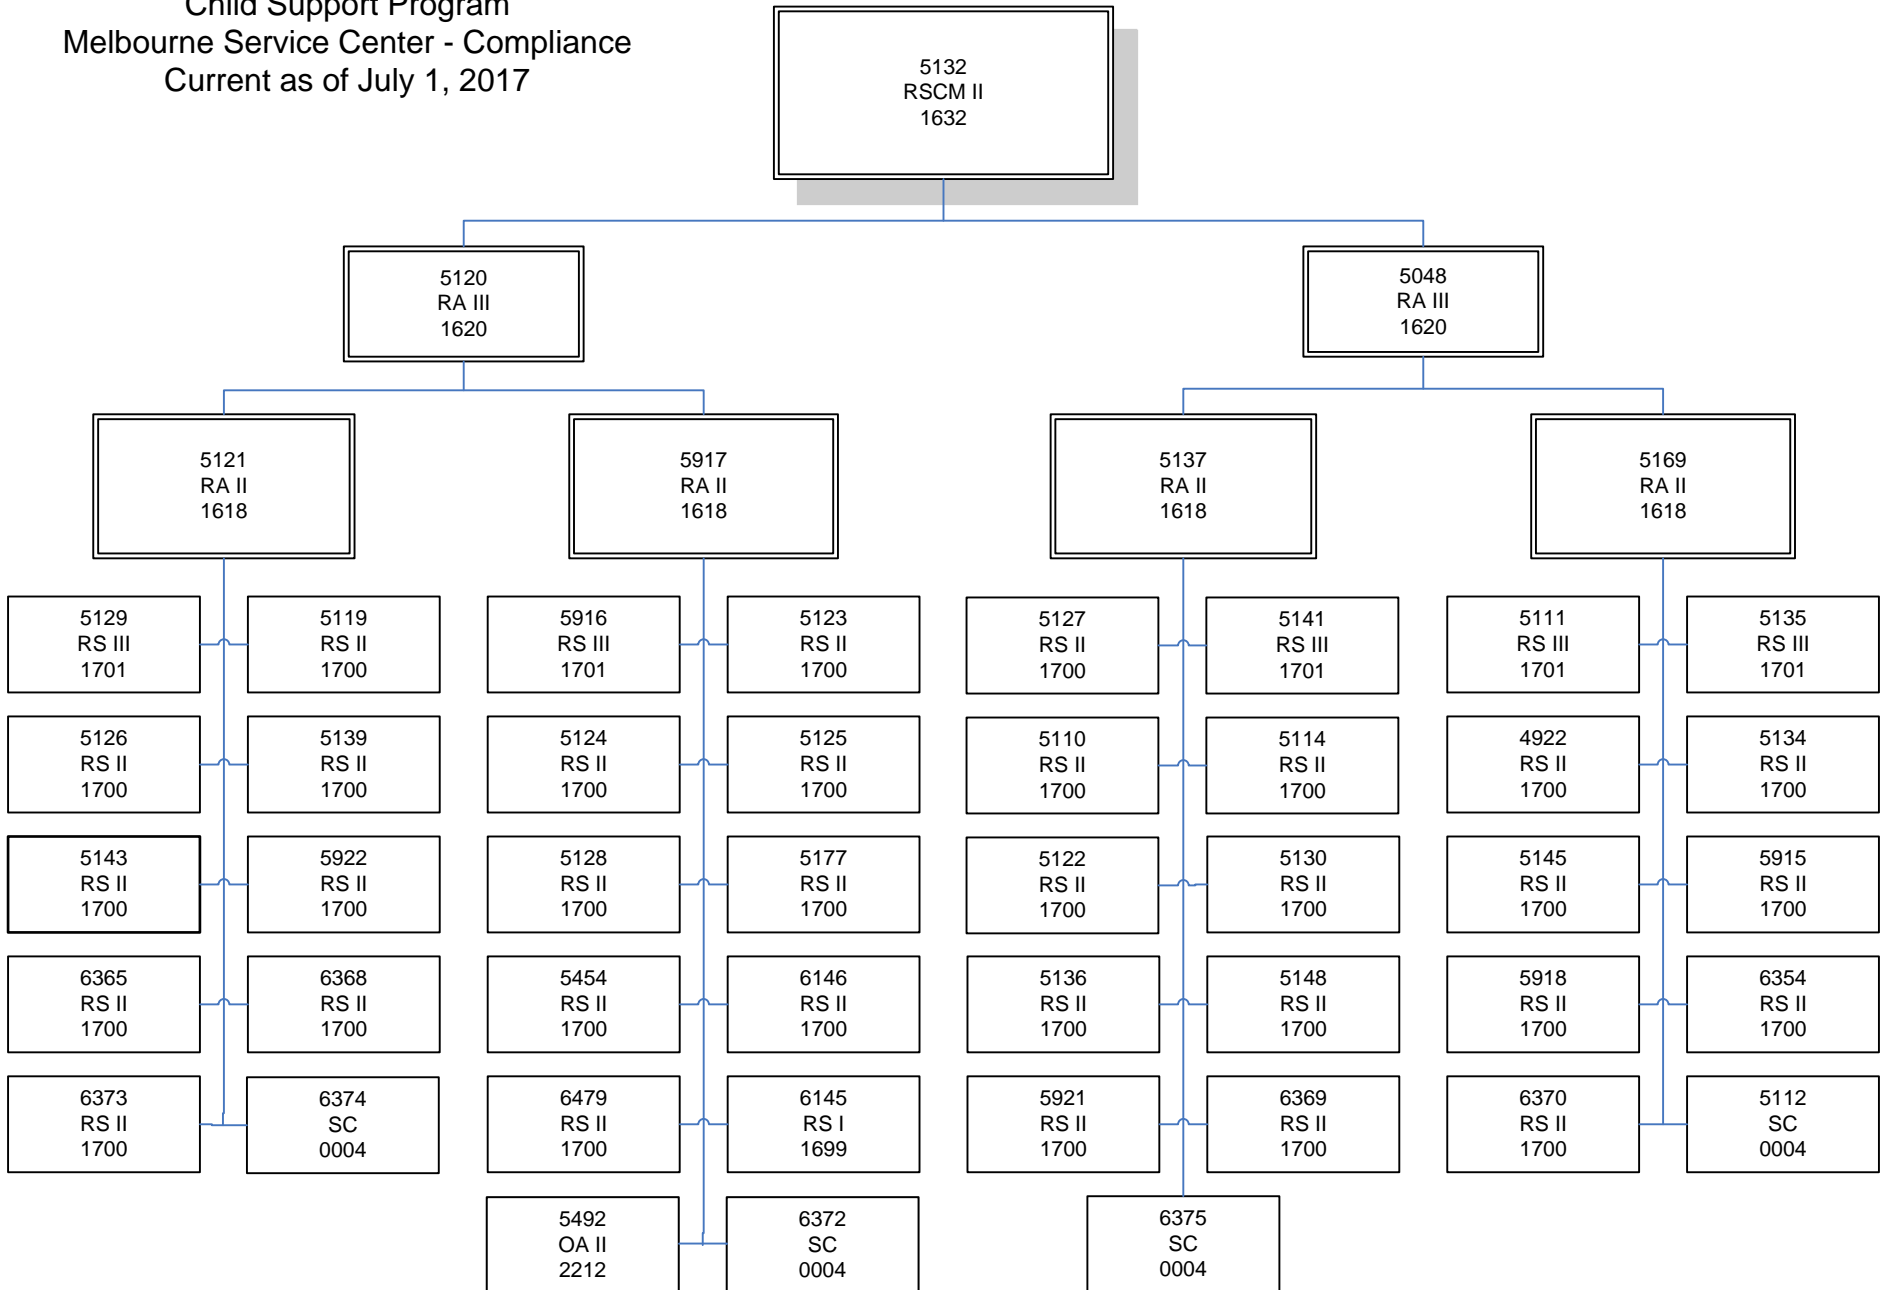 Child Support Program
Melbourne Service Center - Compliance
Current as of July 1, 2017
5132
RSCM II
1632
5120
RA III
1620
5048
RA III
1620
5121
RA II
1618
5917
RA II
1618
5137
RA II
1618
5169
RA II
1618
5129
RS III
1701
5119
RS II
1700
5916
RS III
1701
5123
RS II
1700
5127
RS II
1700
5141
RS III
1701
5111
RS III
1701
5135
RS III
1701
5126
RS II
1700
5139
RS II
1700
5124
RS II
1700
5125
RS II
1700
5110
RS II
1700
5114
RS II
1700
4922
RS II
1700
5134
RS II
1700
5143
RS II
1700
5922
RS II
1700
5128
RS II
1700
5177
RS II
1700
5122
RS II
1700
5130
RS II
1700
5145
RS II
1700
5915
RS II
1700
6365
RS II
1700
6368
RS II
1700
5454
RS II
1700
6146
RS II
1700
5136
RS II
1700
5148
RS II
1700
5918
RS II
1700
6354
RS II
1700
6373
RS II
1700
6374
SC
0004
6479
RS II
1700
6145
RS I
1699
5921
RS II
1700
6369
RS II
1700
6370
RS II
1700
5112
SC
0004
5492
OA II
2212
6372
SC
0004
6375
SC
0004